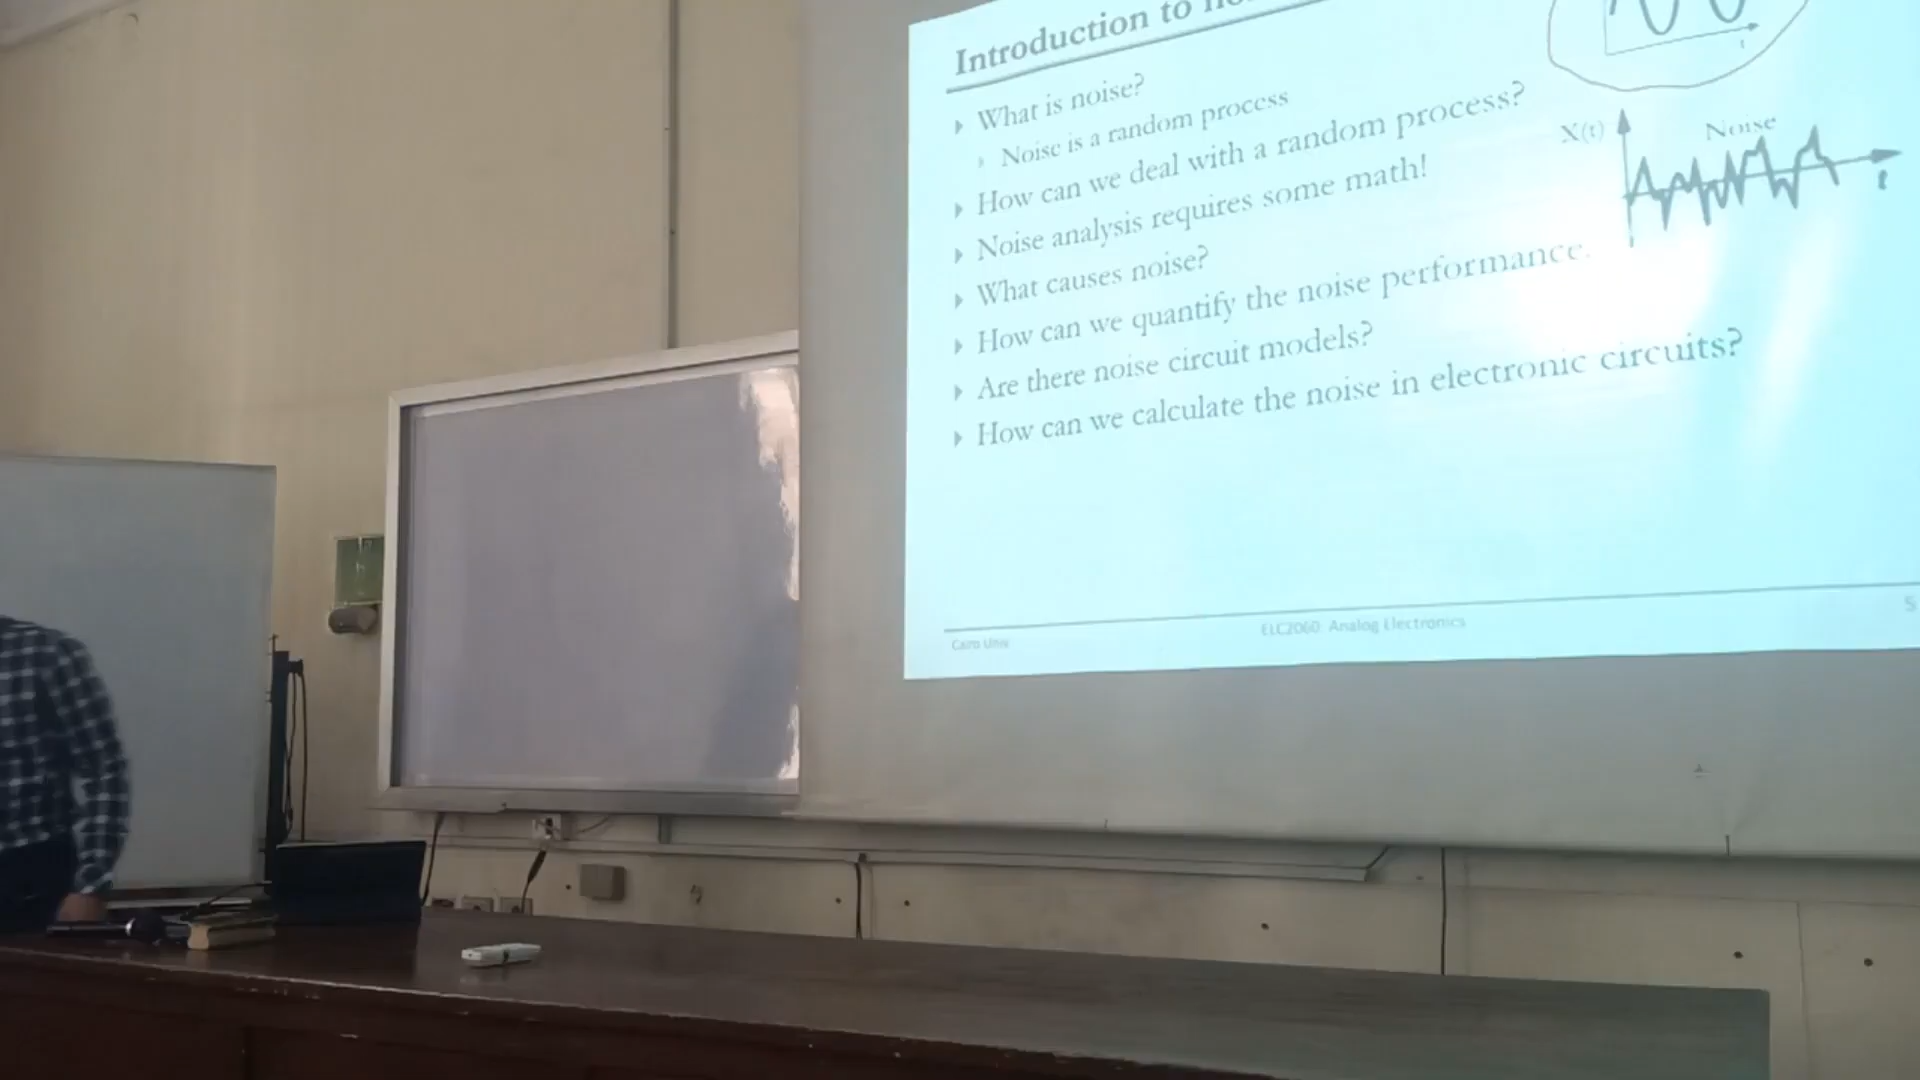 Introduction to
What is noise?
Noise is a random process
How can we deal with a random process?
Noise analysis requires some math!
What causes noise?
How can we quantify the noise performance.
Are there noise circuit models?
How can we calculate the noise in electronic circuits?
t
X(t)
Noise
t
Cairo Univ
ELC2060: Analog Electronics
5